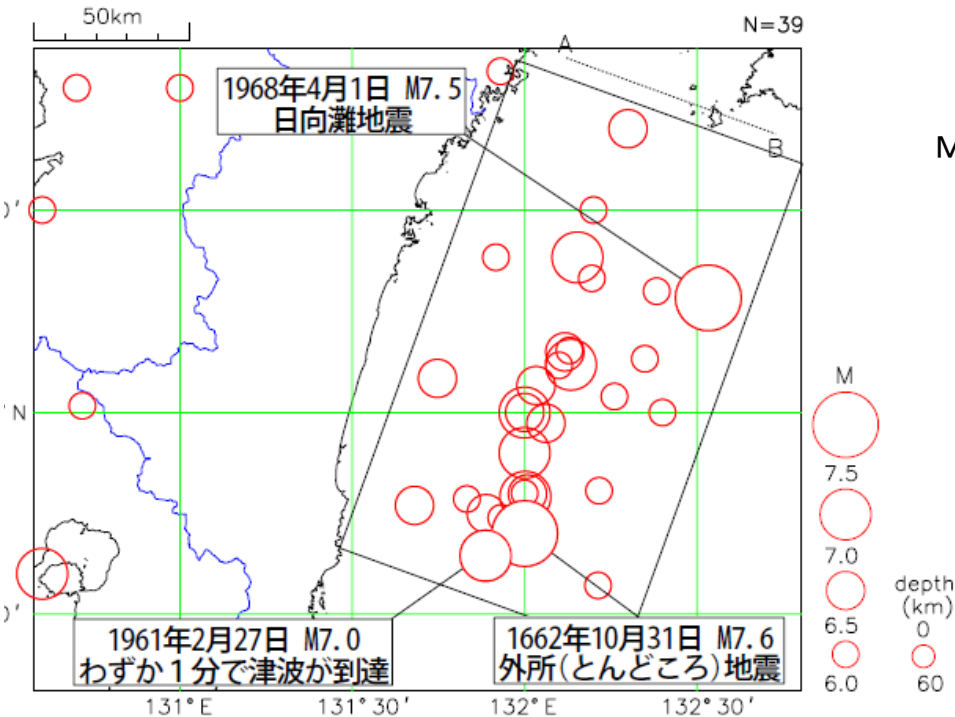 50km
N=39
A
1968年4月1日 M7.5
日向灘地震
B
M
0′
′N
0′
1961年2月27日 M7.0
わずか1分で津波が到達
1662年10月31日 M7.6
外所(とんどころ)地震
131°E
131°30′
132°E
132°30′
M
7.5
7.0
6.5
6.0
depth
(km)
0
60